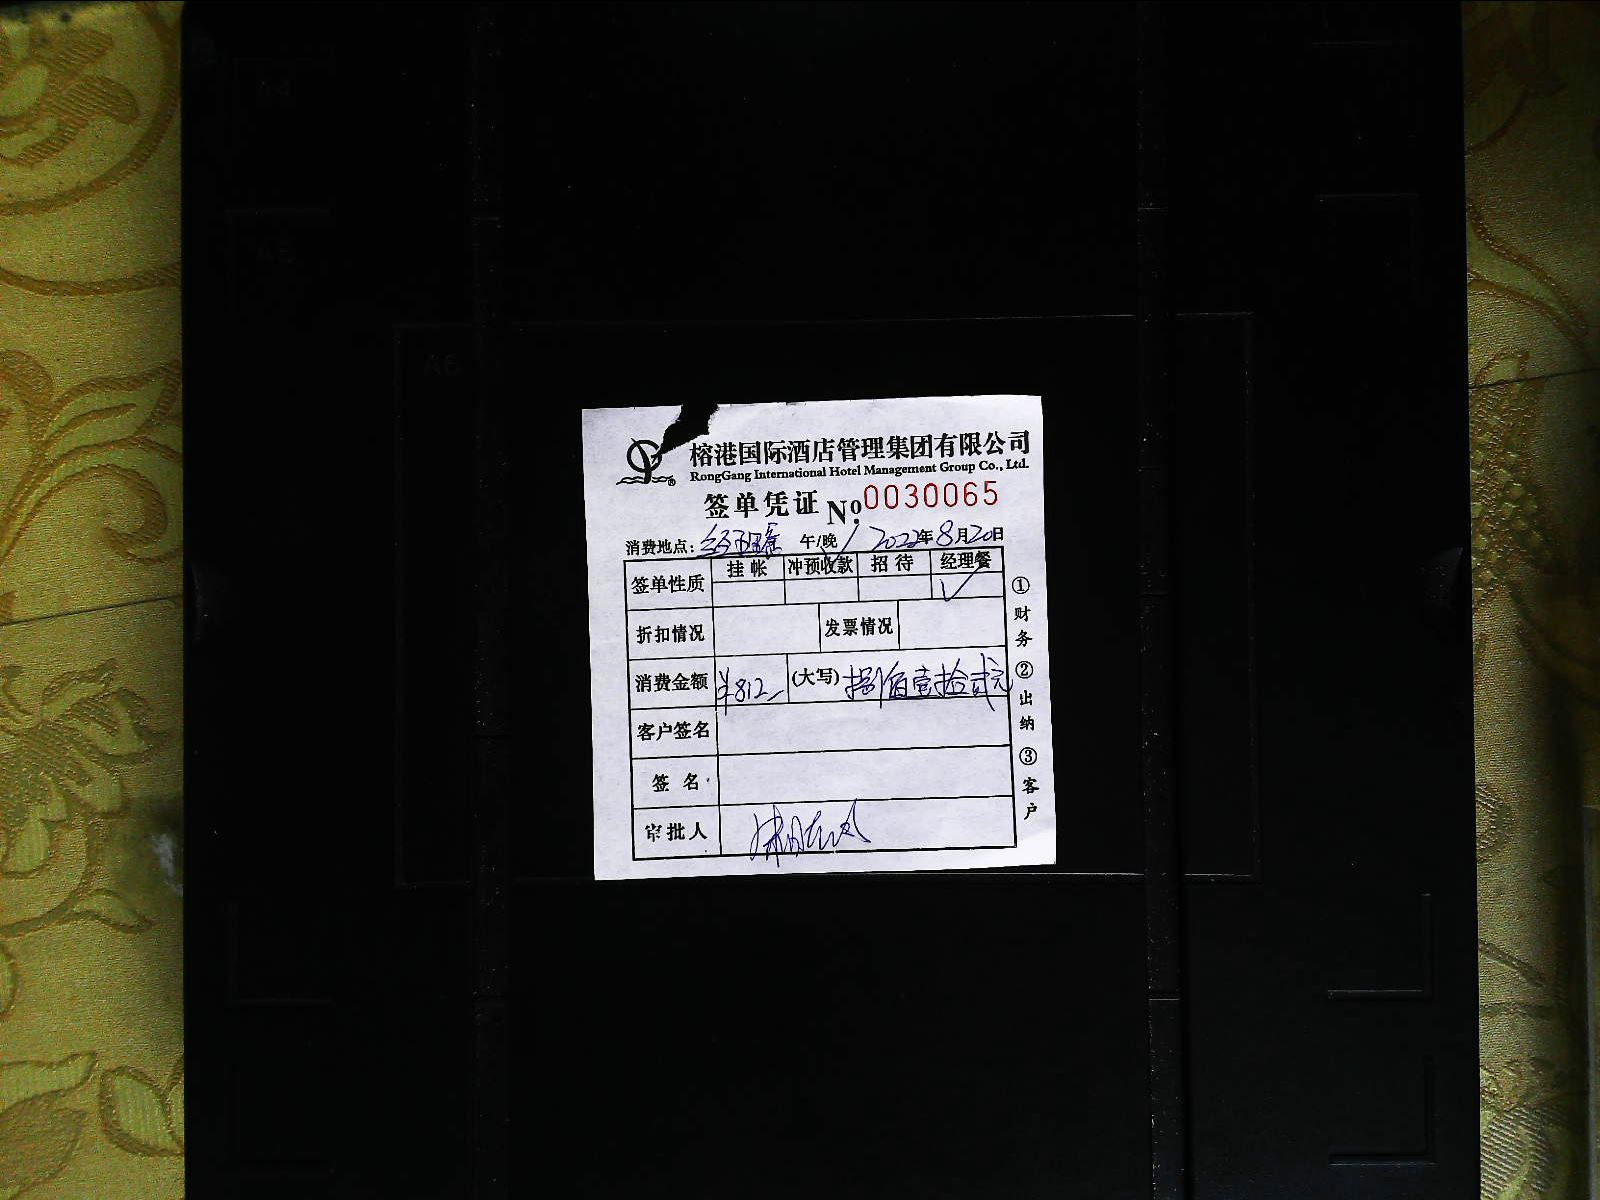 榕港国际酒店管理集团有限公司
RongGang International Hotel Management Group Co., Ltd.
签单凭证 No. 0030065
消费地点: 经理餐 午/晚 2022年8月20日
签单性质 挂帐 冲预收款 招待 经理餐
✓
折扣情况 发票情况
消费金额 ¥812 (大写) 捌佰壹拾贰元
客户签名
签名
审批人
①财务 ②出纳 ③客户
A6